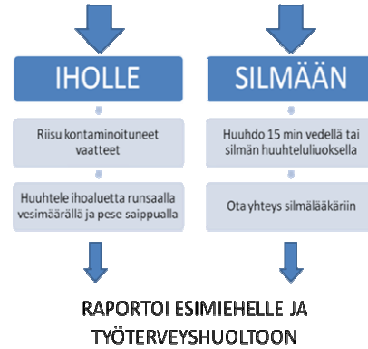 IHOLLE
Riisu kontaminoituneet
vaatteet
Huuhtele ihoaluetta runsaalla
vesimäärällä ja pese saippualla
SILMÄÄN
Huuhdo 15 min vedellä tai
silmän huuhteluliuoksella
Ota yhteys silmälääkäriin
RAPORTOI ESIMIEHELLE JA
TYÖTERVEYSHUOLTOON